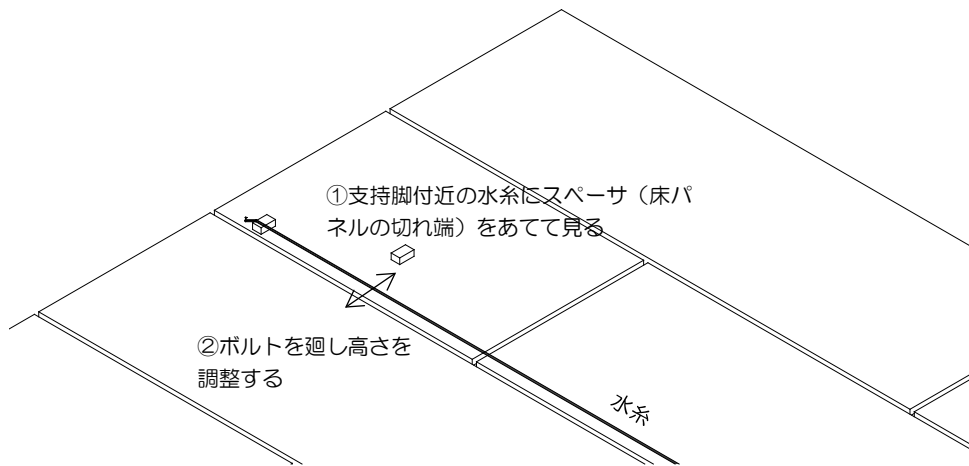 ①支持脚付近の水糸にスペーサ（床パ
ネルの切れ端）をあてて見る
②ボルトを廻し高さを
調整する
水糸